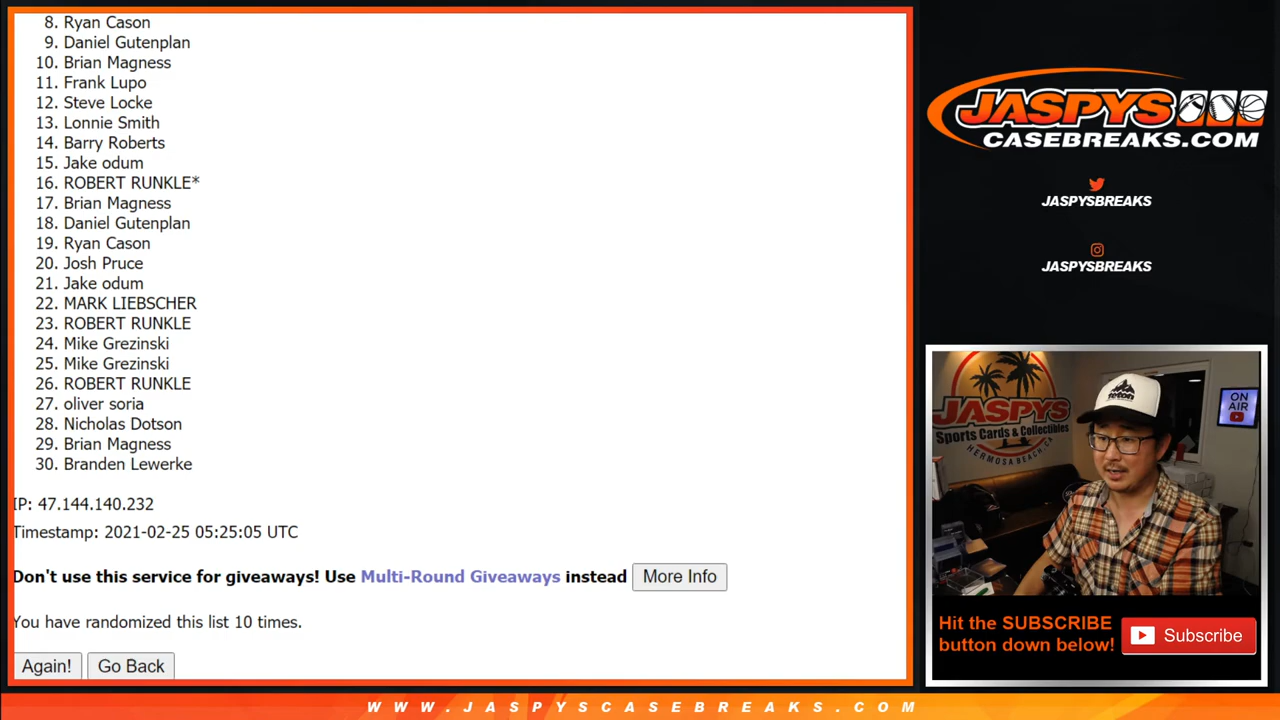 8. Ryan Cason
9. Daniel Gutenplan
10. Brian Magness
11. Frank Lupo
12. Steve Locke
13. Lonnie Smith
14. Barry Roberts
15. Jake odum
16. ROBERT RUNKLE*
17. Brian Magness
18. Daniel Gutenplan
19. Ryan Cason
20. Josh Pruce
21. Jake odum
22. MARK LIEBSCHER
23. ROBERT RUNKLE
24. Mike Grezinski
25. Mike Grezinski
26. ROBERT RUNKLE
27. oliver soria
28. Nicholas Dotson
29. Brian Magness
30. Branden Lewerke
IP: 47.144.140.232
Timestamp: 2021-02-25 05:25:05 UTC
Don't use this service for giveaways! Use Multi-Round Giveaways instead More Info
You have randomized this list 10 times.
Again! Go Back
JASPYS
CASEBREAKS.COM
JASPYSBREAKS
JASPYSBREAKS
JASPYS
Sports Cards & Collectibles
HERMOSA BEACH, CA
teton
ON
AIR
Hit the SUBSCRIBE
button down below!
Subscribe
WWW.JASPYSCASEBREAKS.COM